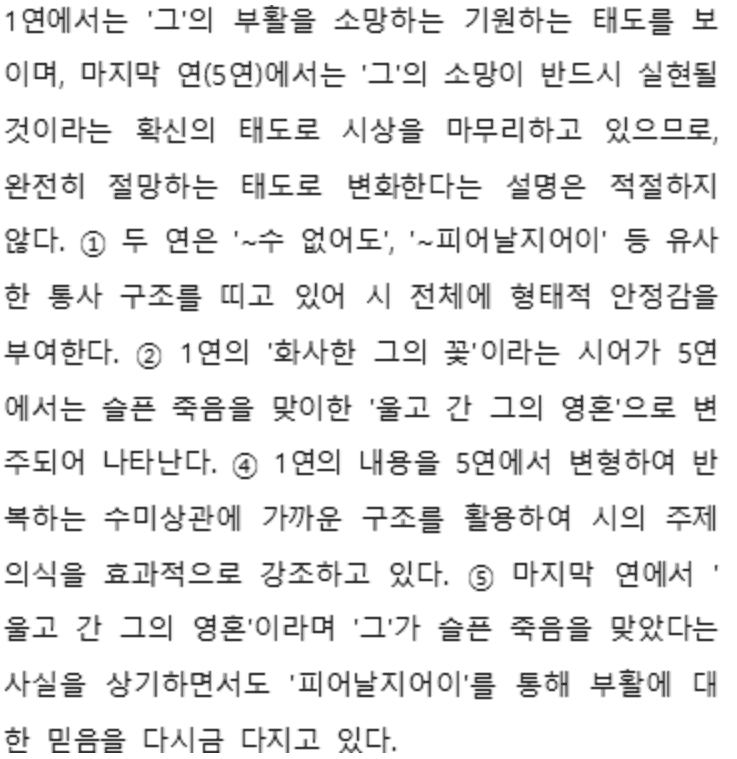 1연에서는 '그'의 부활을 소망하는 기원하는 태도를 보
이며, 마지막 연(5연)에서는 '그'의 소망이 반드시 실현될
것이라는 확신의 태도로 시상을 마무리하고 있으므로,
완전히 절망하는 태도로 변화한다는 설명은 적절하지
않다. ① 두 연은 '~수 없어도', '~피어날지어이' 등 유사
한 통사 구조를 띠고 있어 시 전체에 형태적 안정감을
부여한다. ② 1연의 '화사한 그의 꽃'이라는 시어가 5연
에서는 슬픈 죽음을 맞이한 '울고 간 그의 영혼'으로 변
주되어 나타난다. ④ 1연의 내용을 5연에서 변형하여 반
복하는 수미상관에 가까운 구조를 활용하여 시의 주제
의식을 효과적으로 강조하고 있다. ⑤ 마지막 연에서 '
울고 간 그의 영혼'이라며 '그'가 슬픈 죽음을 맞았다는
사실을 상기하면서도 '피어날지어이'를 통해 부활에 대
한 믿음을 다시금 다지고 있다.